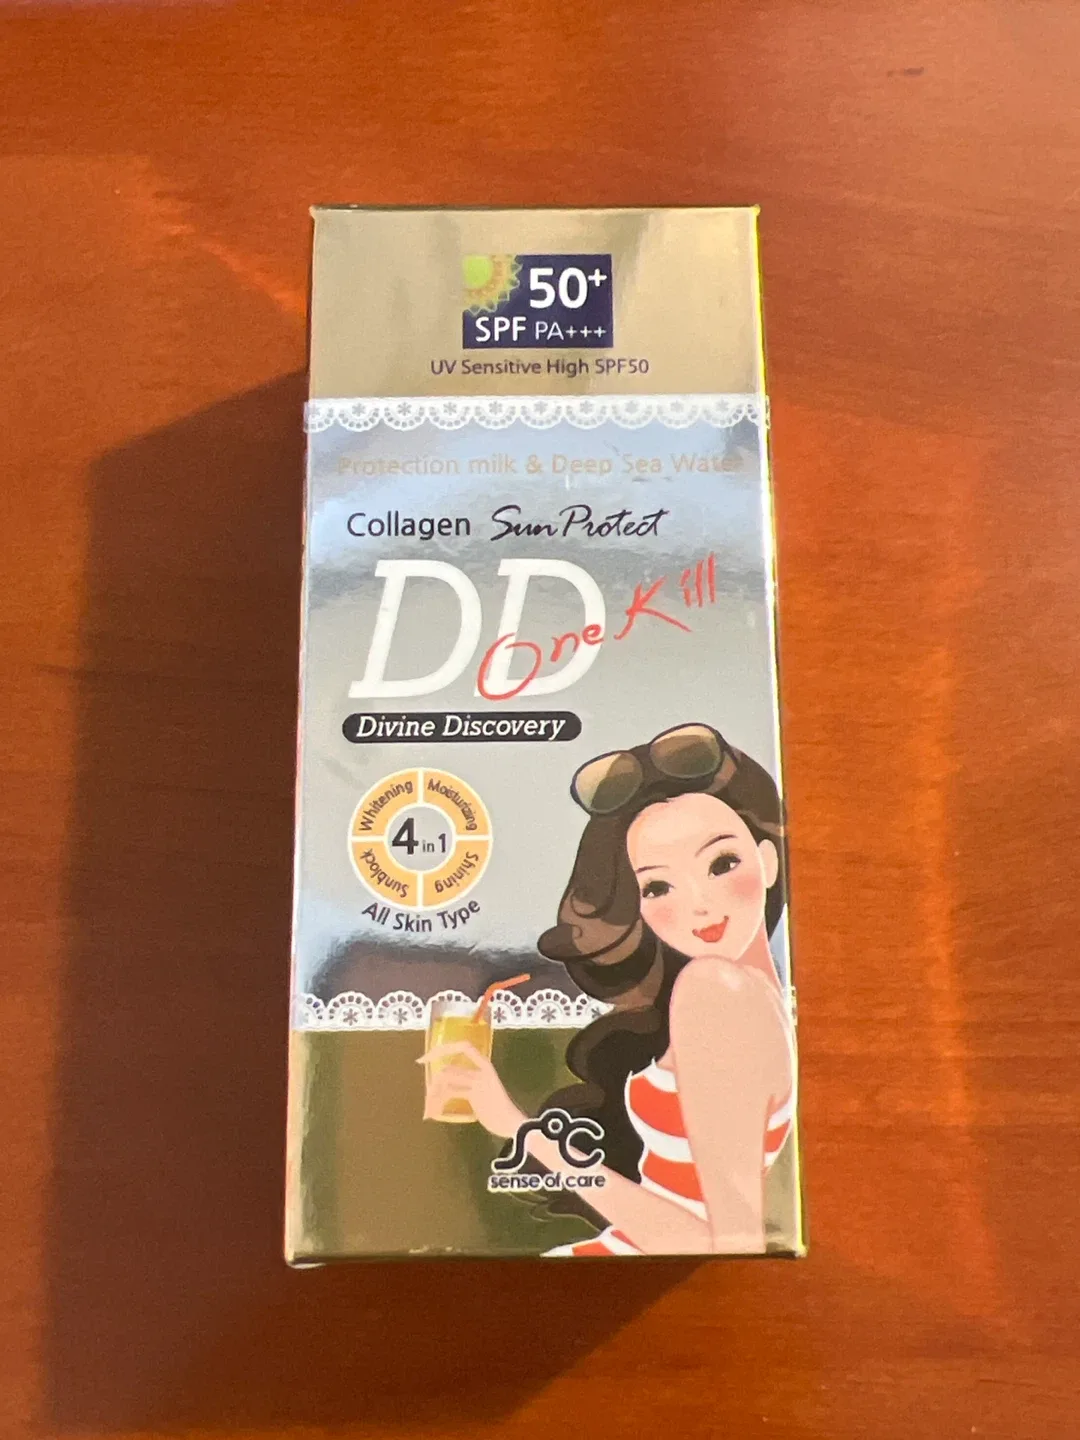 50+
SPF PA+++
UV Sensitive High SPF50
Protection milk & Deep Sea Water
Collagen Sun Protect
DD
One Kill
Divine Discovery
Whitening
Moisturizing
4 in 1
Sunblock
Shining
All Skin Type
soc
sense of care